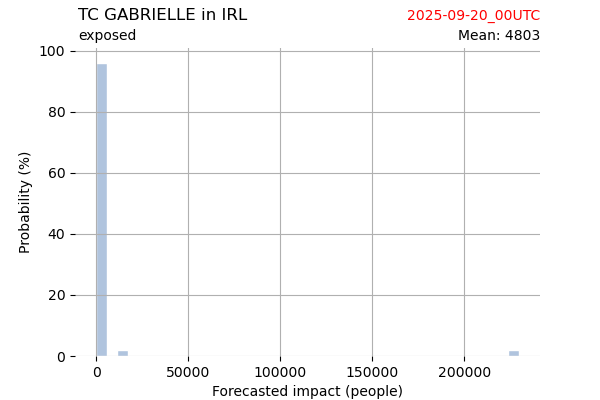 TC GABRIELLE in IRL
2025-09-20_00UTC
exposed
Mean: 4803
100
80
60
40
20
0
Probability (%)
0 50000 100000 150000 200000
Forecasted impact (people)